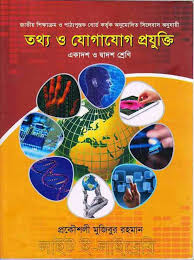 জাতীয় শিক্ষাক্রম ও পাঠ্যপুস্তক বোর্ড কর্তৃক অনুমোদিত সিলেবাস অনুযায়ী
তথ্য ও যোগাযোগ প্রযুক্তি
একাদশ ও দ্বাদশ শ্রেণি
প্রকৌশলী মুজিবুর রহমান